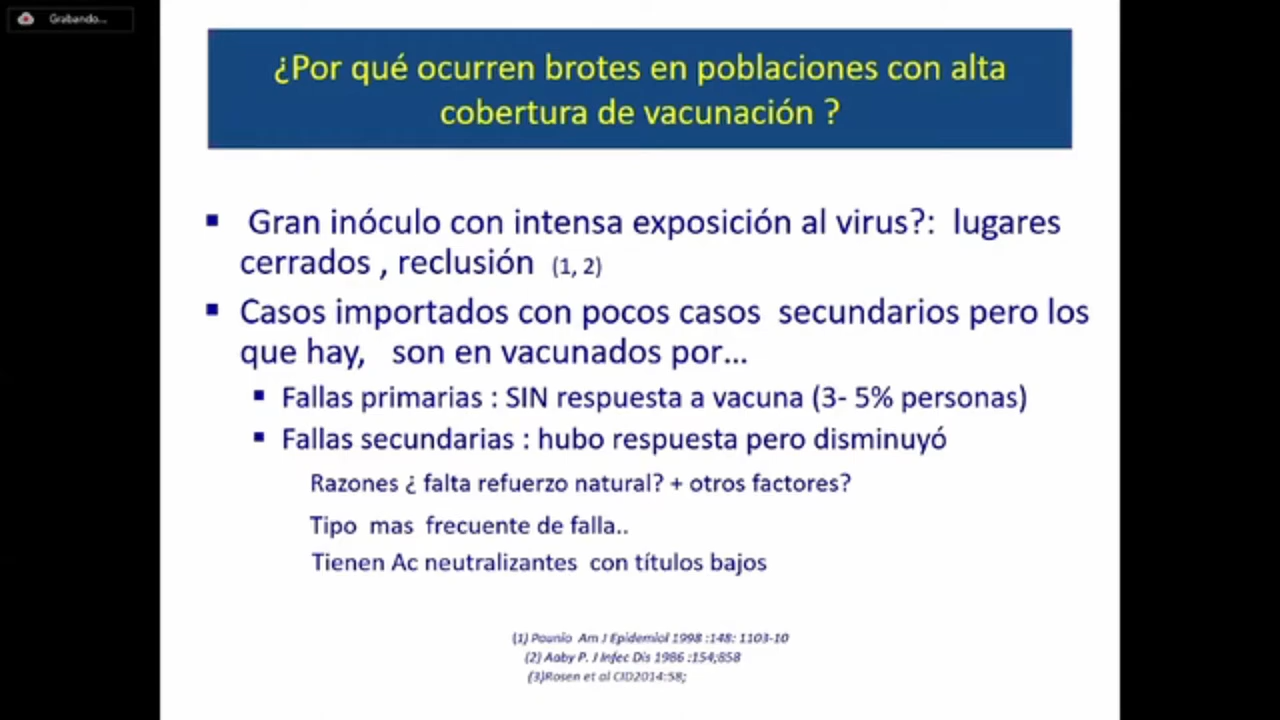 Grabando...
¿Por qué ocurren brotes en poblaciones con alta
cobertura de vacunación ?
▪ Gran inóculo con intensa exposición al virus?: lugares
cerrados , reclusión (1, 2)
▪ Casos importados con pocos casos secundarios pero los
que hay, son en vacunados por...
▪ Fallas primarias : SIN respuesta a vacuna (3- 5% personas)
▪ Fallas secundarias : hubo respuesta pero disminuyó
Razones ¿ falta refuerzo natural? + otros factores?
Tipo mas frecuente de falla..
Tienen Ac neutralizantes con títulos bajos
(1) Paunio Am J Epidemiol 1998 :148: 1103-10
(2) Aaby P. J Infec Dis 1986 :154;858
(3)Rosen et al CID2014:58;